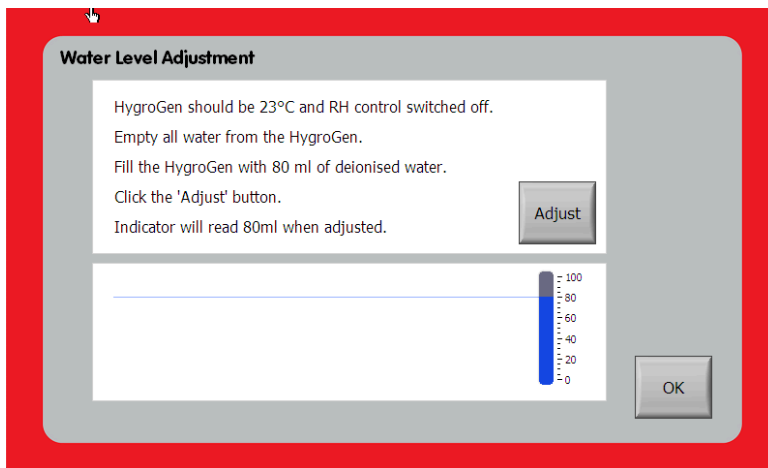 Water Level Adjustment
HygroGen should be 23°C and RH control switched off.
Empty all water from the HygroGen.
Fill the HygroGen with 80 ml of deionised water.
Click the 'Adjust' button.
Indicator will read 80ml when adjusted.
Adjust
100
80
60
40
20
0
OK